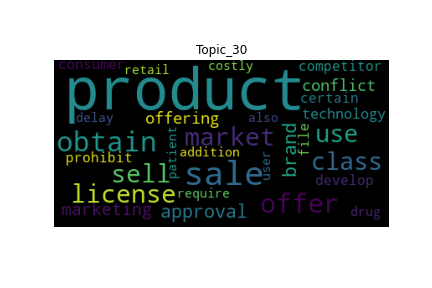 Topic_30
consumer retail costly competitor
product conflict
certain
delay offering also technology
obtain market brand file use
prohibit patient addition user class
sell sale develop
license require
marketing approval offer drug